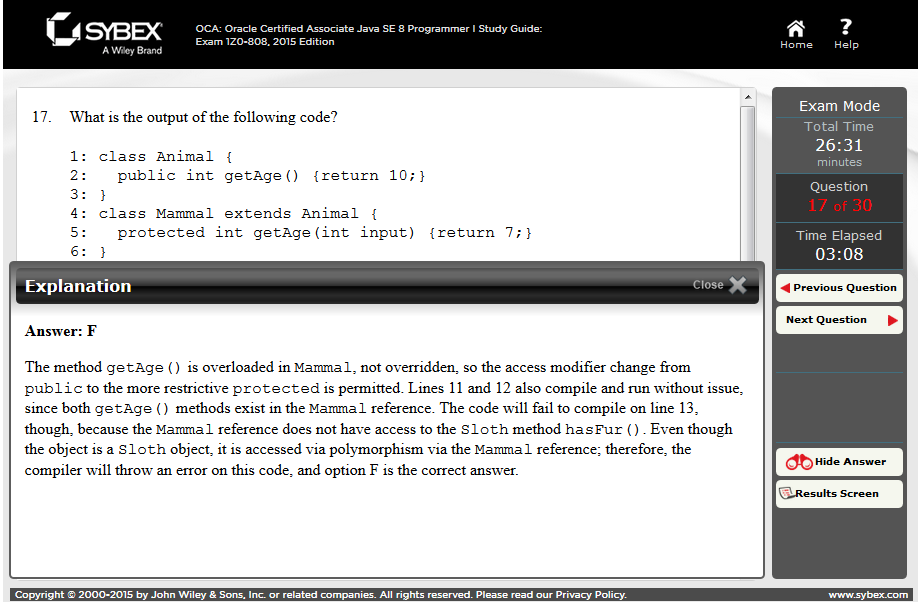 SYBEX
A Wiley Brand
OCA: Oracle Certified Associate Java SE 8 Programmer I Study Guide:
Exam 1Z0-808, 2015 Edition
Home
?
Help
17. What is the output of the following code?
1: class Animal {
2:   public int getAge() {return 10;}
3: }
4: class Mammal extends Animal {
5:   protected int getAge(int input) {return 7;}
6: }
Explanation
Close
Answer: F
The method getAge() is overloaded in Mammal, not overridden, so the access modifier change from
public to the more restrictive protected is permitted. Lines 11 and 12 also compile and run without issue,
since both getAge() methods exist in the Mammal reference. The code will fail to compile on line 13,
though, because the Mammal reference does not have access to the Sloth method hasFur(). Even though
the object is a Sloth object, it is accessed via polymorphism via the Mammal reference; therefore, the
compiler will throw an error on this code, and option F is the correct answer.
Exam Mode
Total Time
26:31
minutes
Question
17 of 30
Time Elapsed
03:08
Previous Question
Next Question
Hide Answer
Results Screen
Copyright © 2000-2015 by John Wiley & Sons, Inc. or related companies. All rights reserved. Please read our Privacy Policy.
www.sybex.com